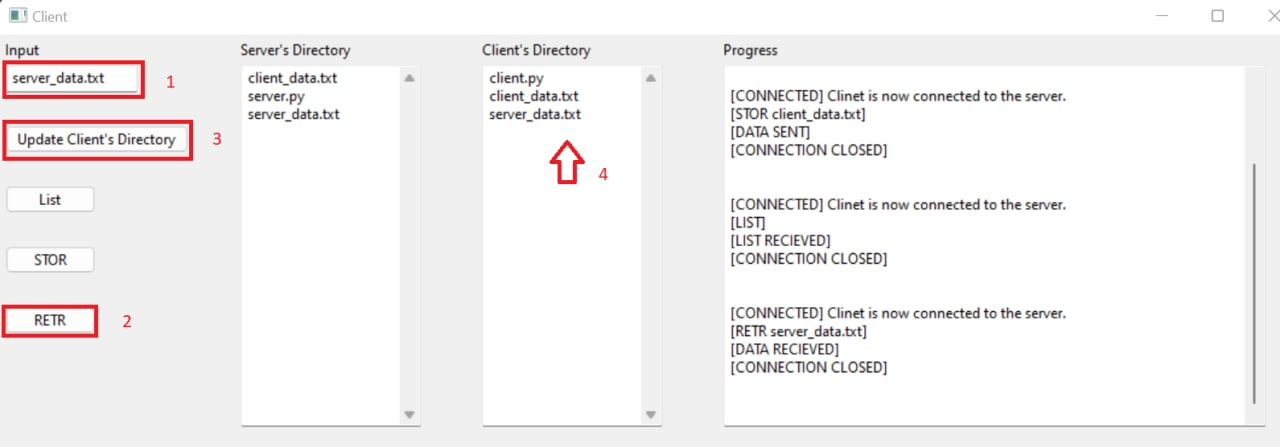 Client
Input
server_data.txt
1
Update Client's Directory
3
List
STOR
RETR
2
Server's Directory
client_data.txt
server.py
server_data.txt
Client's Directory
client.py
client_data.txt
server_data.txt
4
Progress
[CONNECTED] Clinet is now connected to the server.
[STOR client_data.txt]
[DATA SENT]
[CONNECTION CLOSED]
[CONNECTED] Clinet is now connected to the server.
[LIST]
[LIST RECIEVED]
[CONNECTION CLOSED]
[CONNECTED] Clinet is now connected to the server.
[RETR server_data.txt]
[DATA RECIEVED]
[CONNECTION CLOSED]